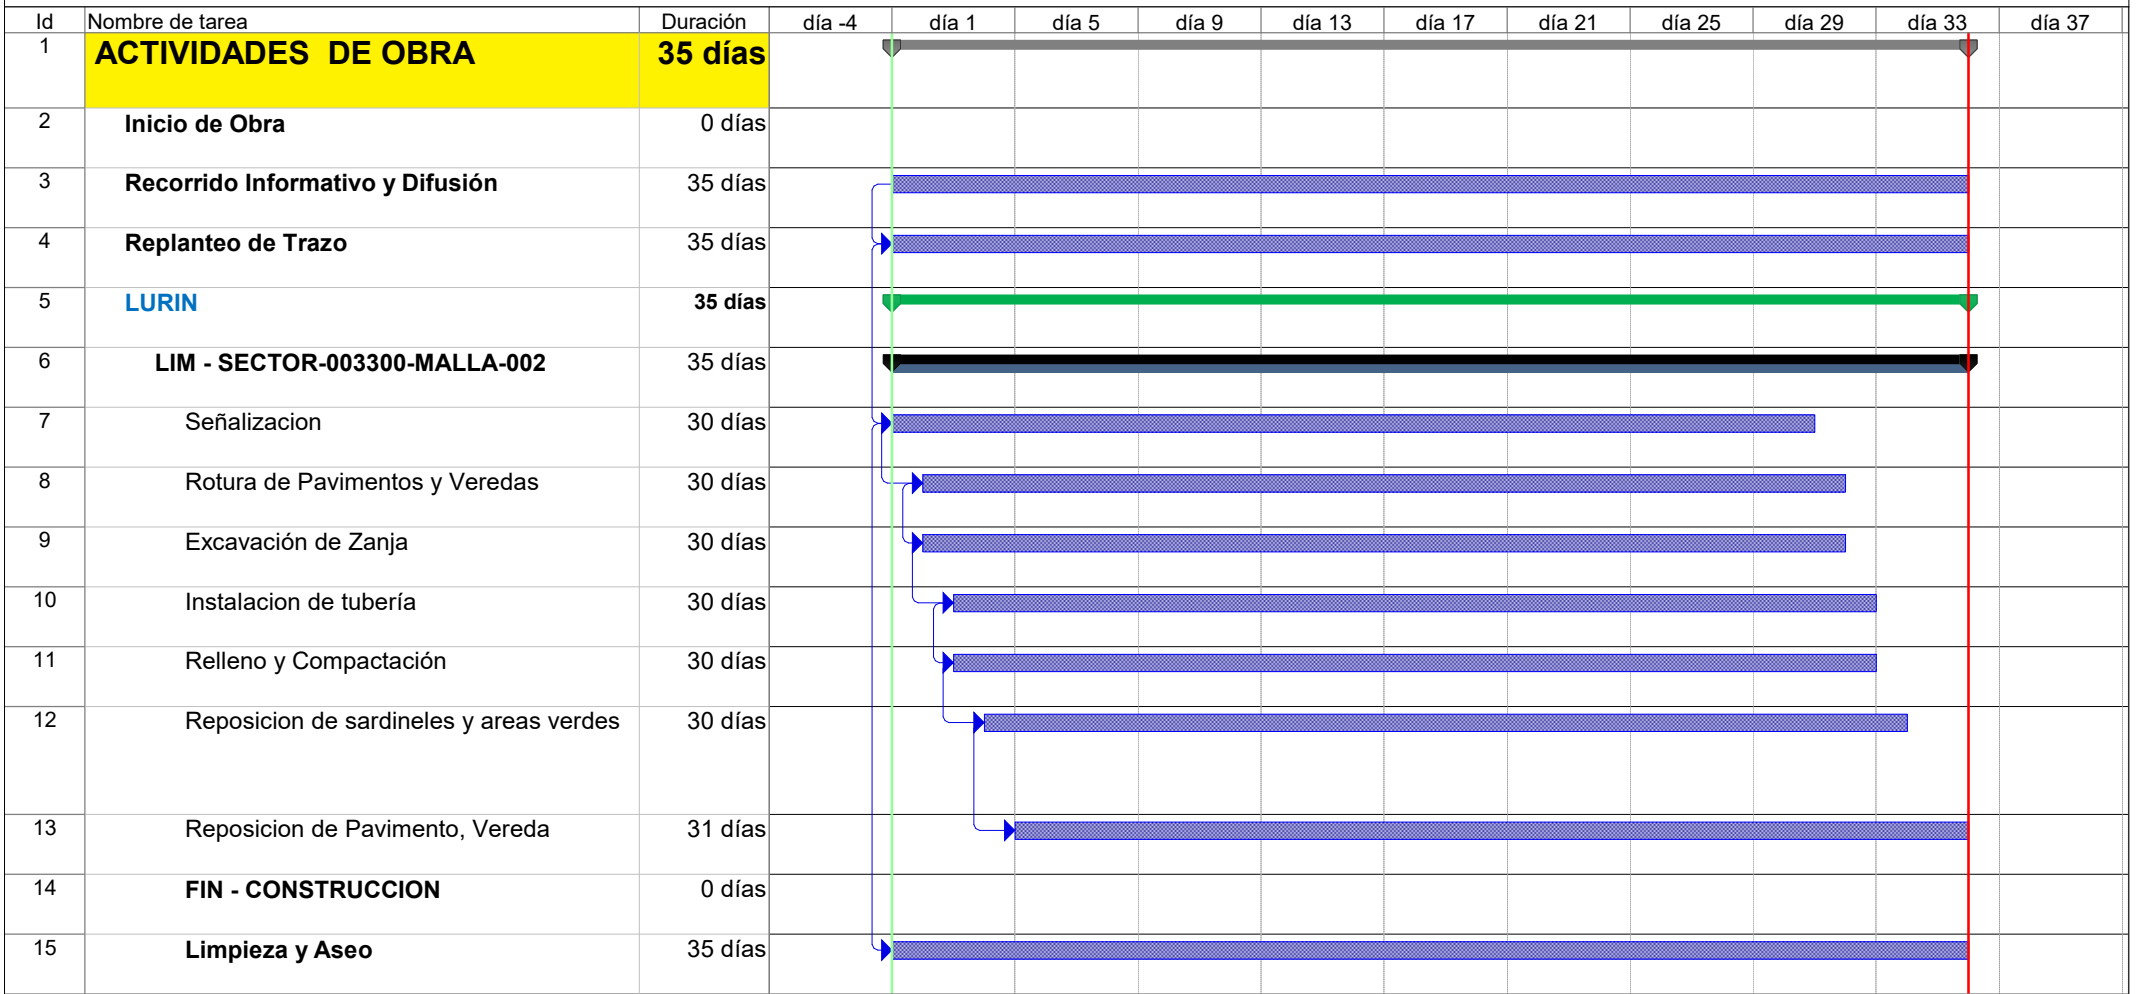 Id Nombre de tarea Duración día -4 día 1 día 5 día 9 día 13 día 17 día 21 día 25 día 29 día 33 día 37
1 ACTIVIDADES DE OBRA 35 días
2 Inicio de Obra 0 días
3 Recorrido Informativo y Difusión 35 días
4 Replanteo de Trazo 35 días
5 LURIN 35 días
6 LIM - SECTOR-003300-MALLA-002 35 días
7 Señalizacion 30 días
8 Rotura de Pavimentos y Veredas 30 días
9 Excavación de Zanja 30 días
10 Instalacion de tubería 30 días
11 Relleno y Compactación 30 días
12 Reposicion de sardineles y areas verdes 30 días
13 Reposicion de Pavimento, Vereda 31 días
14 FIN - CONSTRUCCION 0 días
15 Limpieza y Aseo 35 días